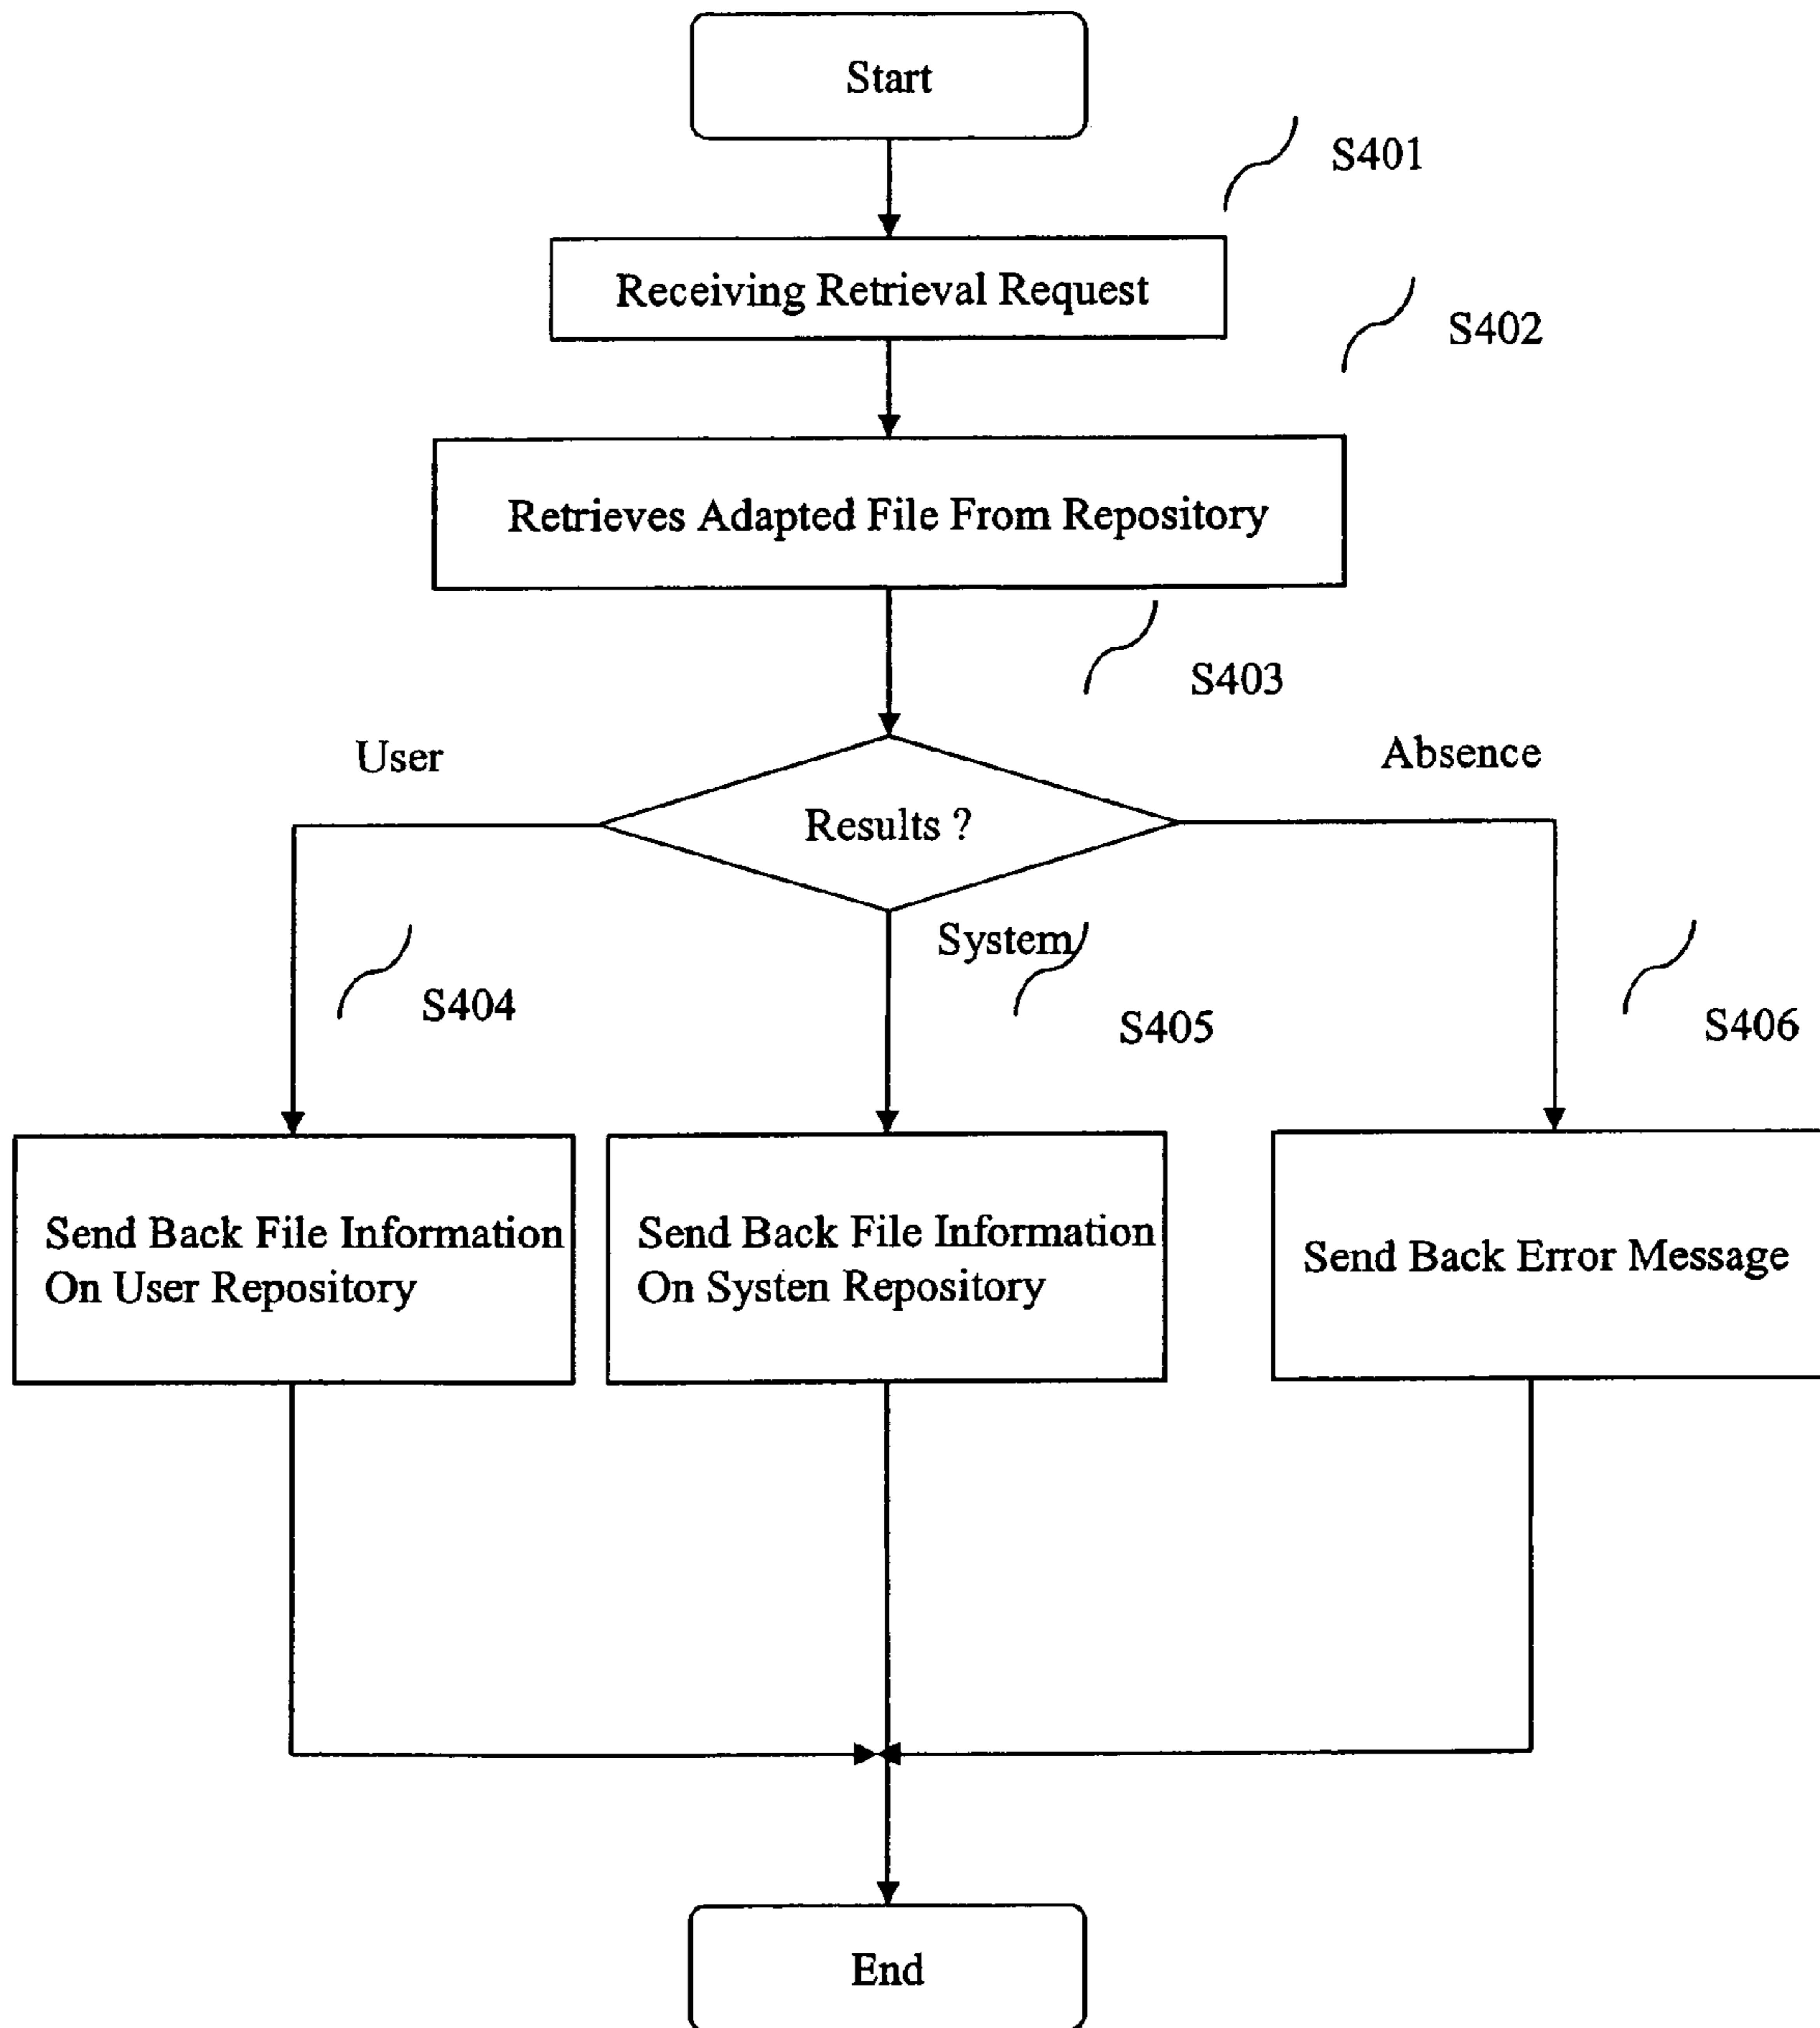 Start
S401
Receiving Retrieval Request
S402
Retrieves Adapted File From Repository
S403
User
Absence
Results ?
System
S404
S405
S406
Send Back File Information
On User Repository
Send Back File Information
On Systen Repository
Send Back Error Message
End